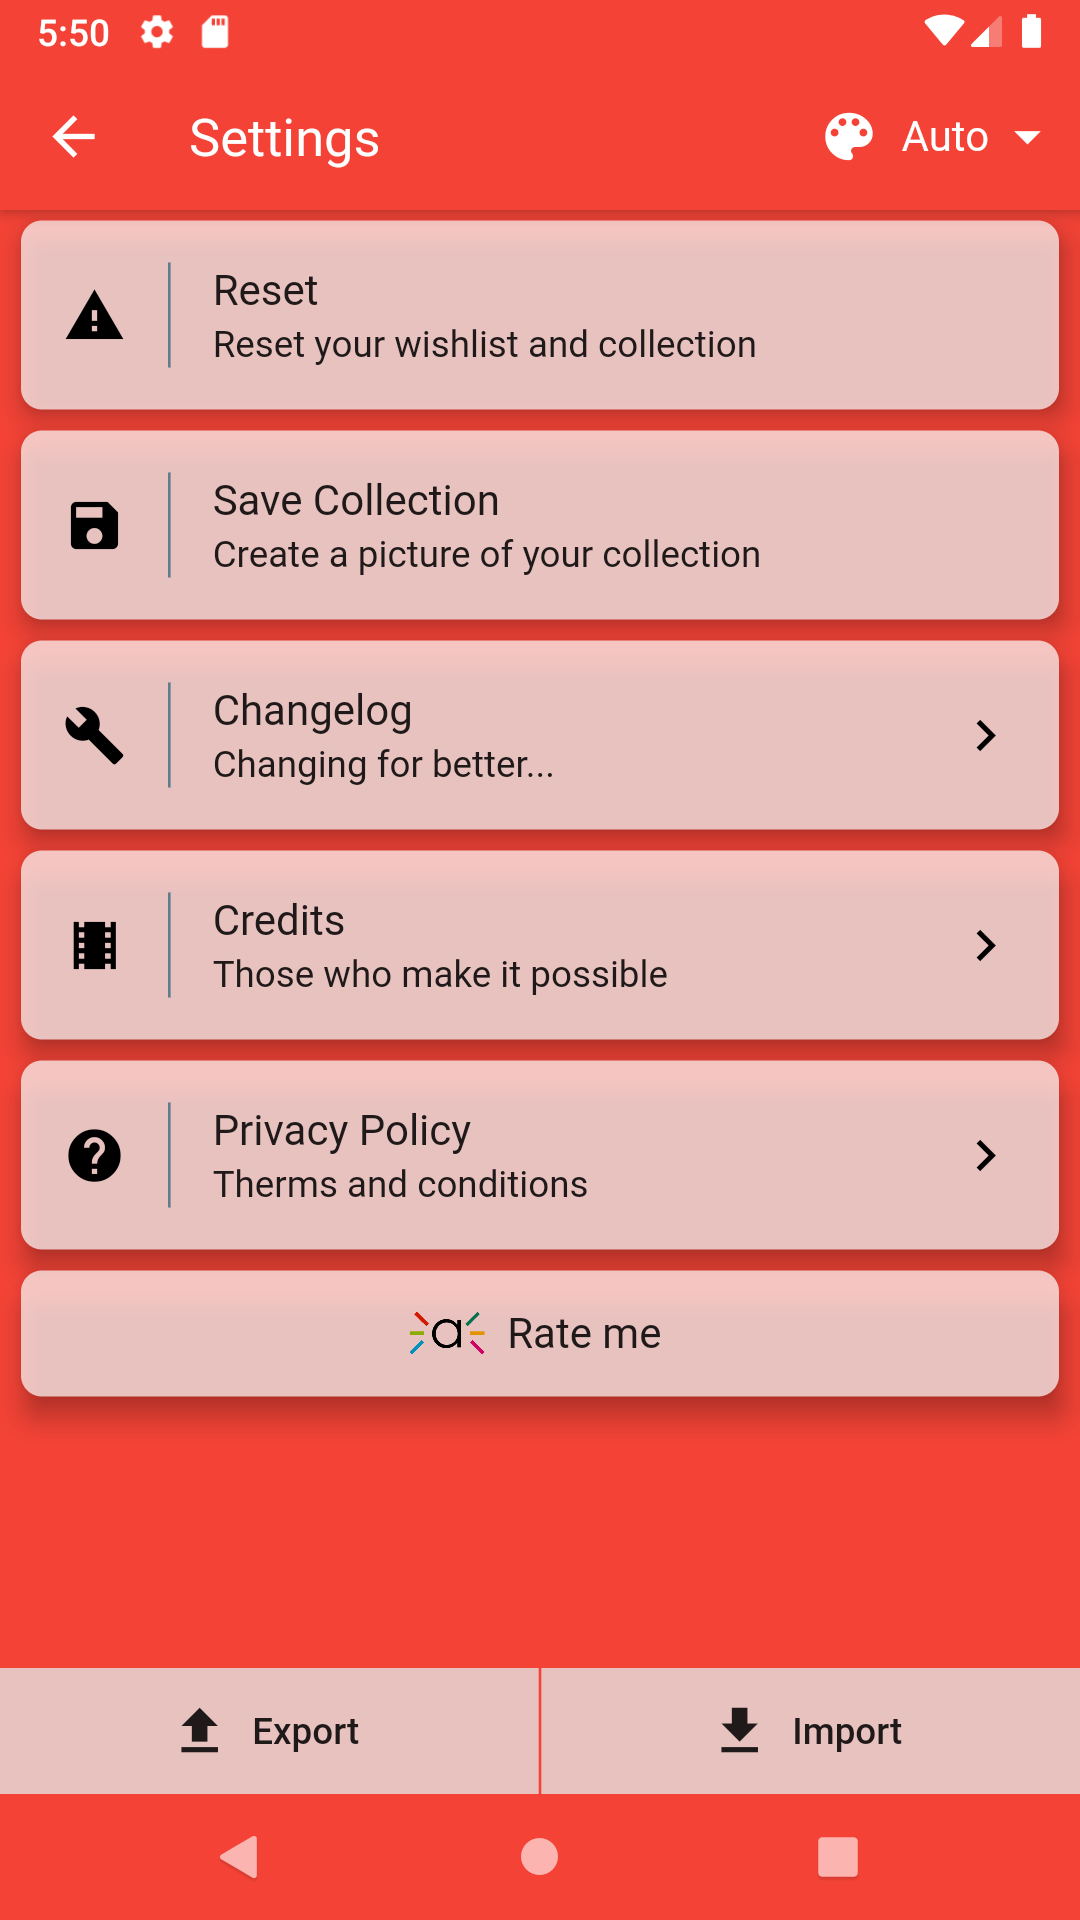 5:50
Settings
Auto
Reset
Reset your wishlist and collection
Save Collection
Create a picture of your collection
Changelog
Changing for better...
Credits
Those who make it possible
Privacy Policy
Therms and conditions
a Rate me
Export
Import